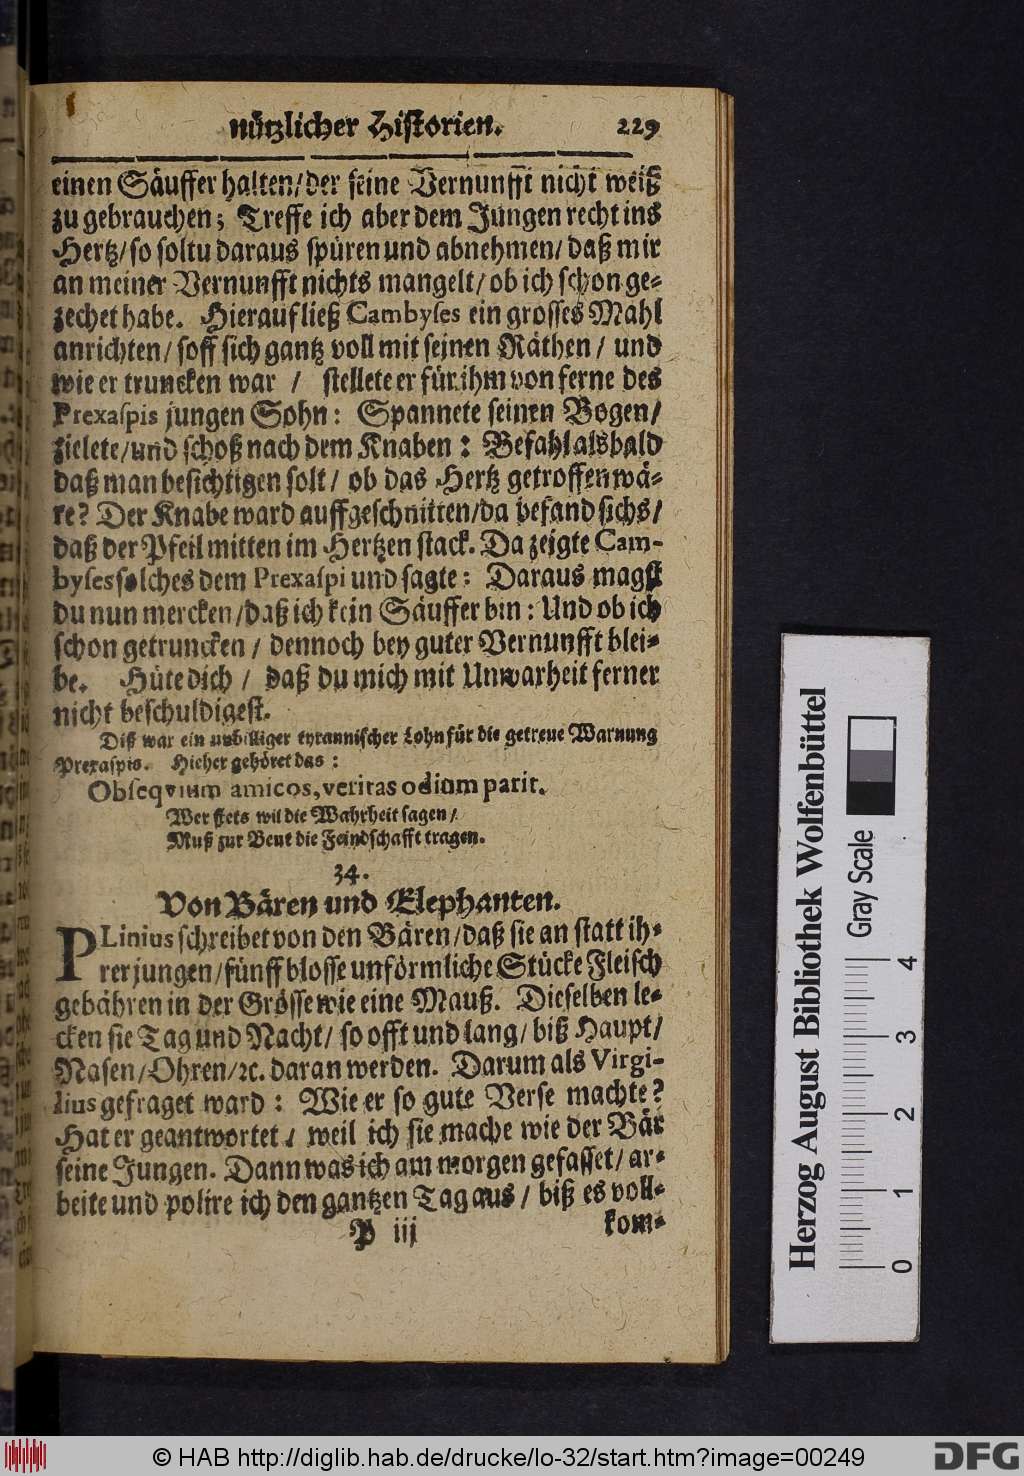 nützlicher Historien. 229
einen Säuffer halten/der seine Vernunfft nicht weiß
zu gebrauchen; Treffe ich aber dem Jungen recht ins
Hertz/so soltu daraus spüren und abnehmen/daß mir
an meiner Vernunfft nichts mangelt/ob ich schon ge-
zechet habe. Hierauf ließ Cambyses ein grosses Mahl
anrichten/soff sich gantz voll mit seinen Räthen/und
wie er truncken war / stellete er für ihm von ferne des
Prexaspis jungen Sohn: Spannete seinen Bogen/
zielete/und schoß nach dem Knaben: Befahl alsbald
daß man besichtigen solt/ob das Hertz getroffen wä-
re? Der Knabe ward auffgeschnitten/da befand sichs/
daß der Pfeil mitten im Hertzen stack. Da zeigte Cam-
byses solches dem Prexaspi und sagte: Daraus magst
du nun mercken/daß ich kein Säuffer bin: Und ob ich
schon getruncken / dennoch bey guter Vernunfft blei-
be. Hüte dich / daß du mich mit Unwarheit ferner
nicht beschuldigest.
Diß war ein unbilliger tyrannischer Lohn für die getreue Warnung
Prexaspis. Hieher gehöret das:
Obseqvium amicos, veritas odium parit.
Wer stets wil die Wahrheit sagen/
Muß zur Beut die Feindschafft tragen.
34.
Von Bären und Elephanten.
PLinius schreibet von den Bären/daß sie an statt ih-
rer jungen/fünff blosse unförmliche Stücke Fleisch
gebähren in der Grösse wie eine Mauß. Dieselben le-
cken sie Tag und Nacht/so offt und lang/biß Haupt/
Nasen/Ohren/ꝛc. daran werden. Darum als Virgi-
lius gefraget ward: Wie er so gute Verse machte?
Hat er geantwortet/ weil ich sie mache wie der Bär
seine Jungen. Dann was ich am morgen gefasset/ar-
beite und polire ich den gantzen Tag aus / biß es voll-
P iij kom-
Herzog August Bibliothek Wolfenbüttel
Gray Scale
0 1 2 3 4
© HAB http://diglib.hab.de/drucke/lo-32/start.htm?image=00249
DFG